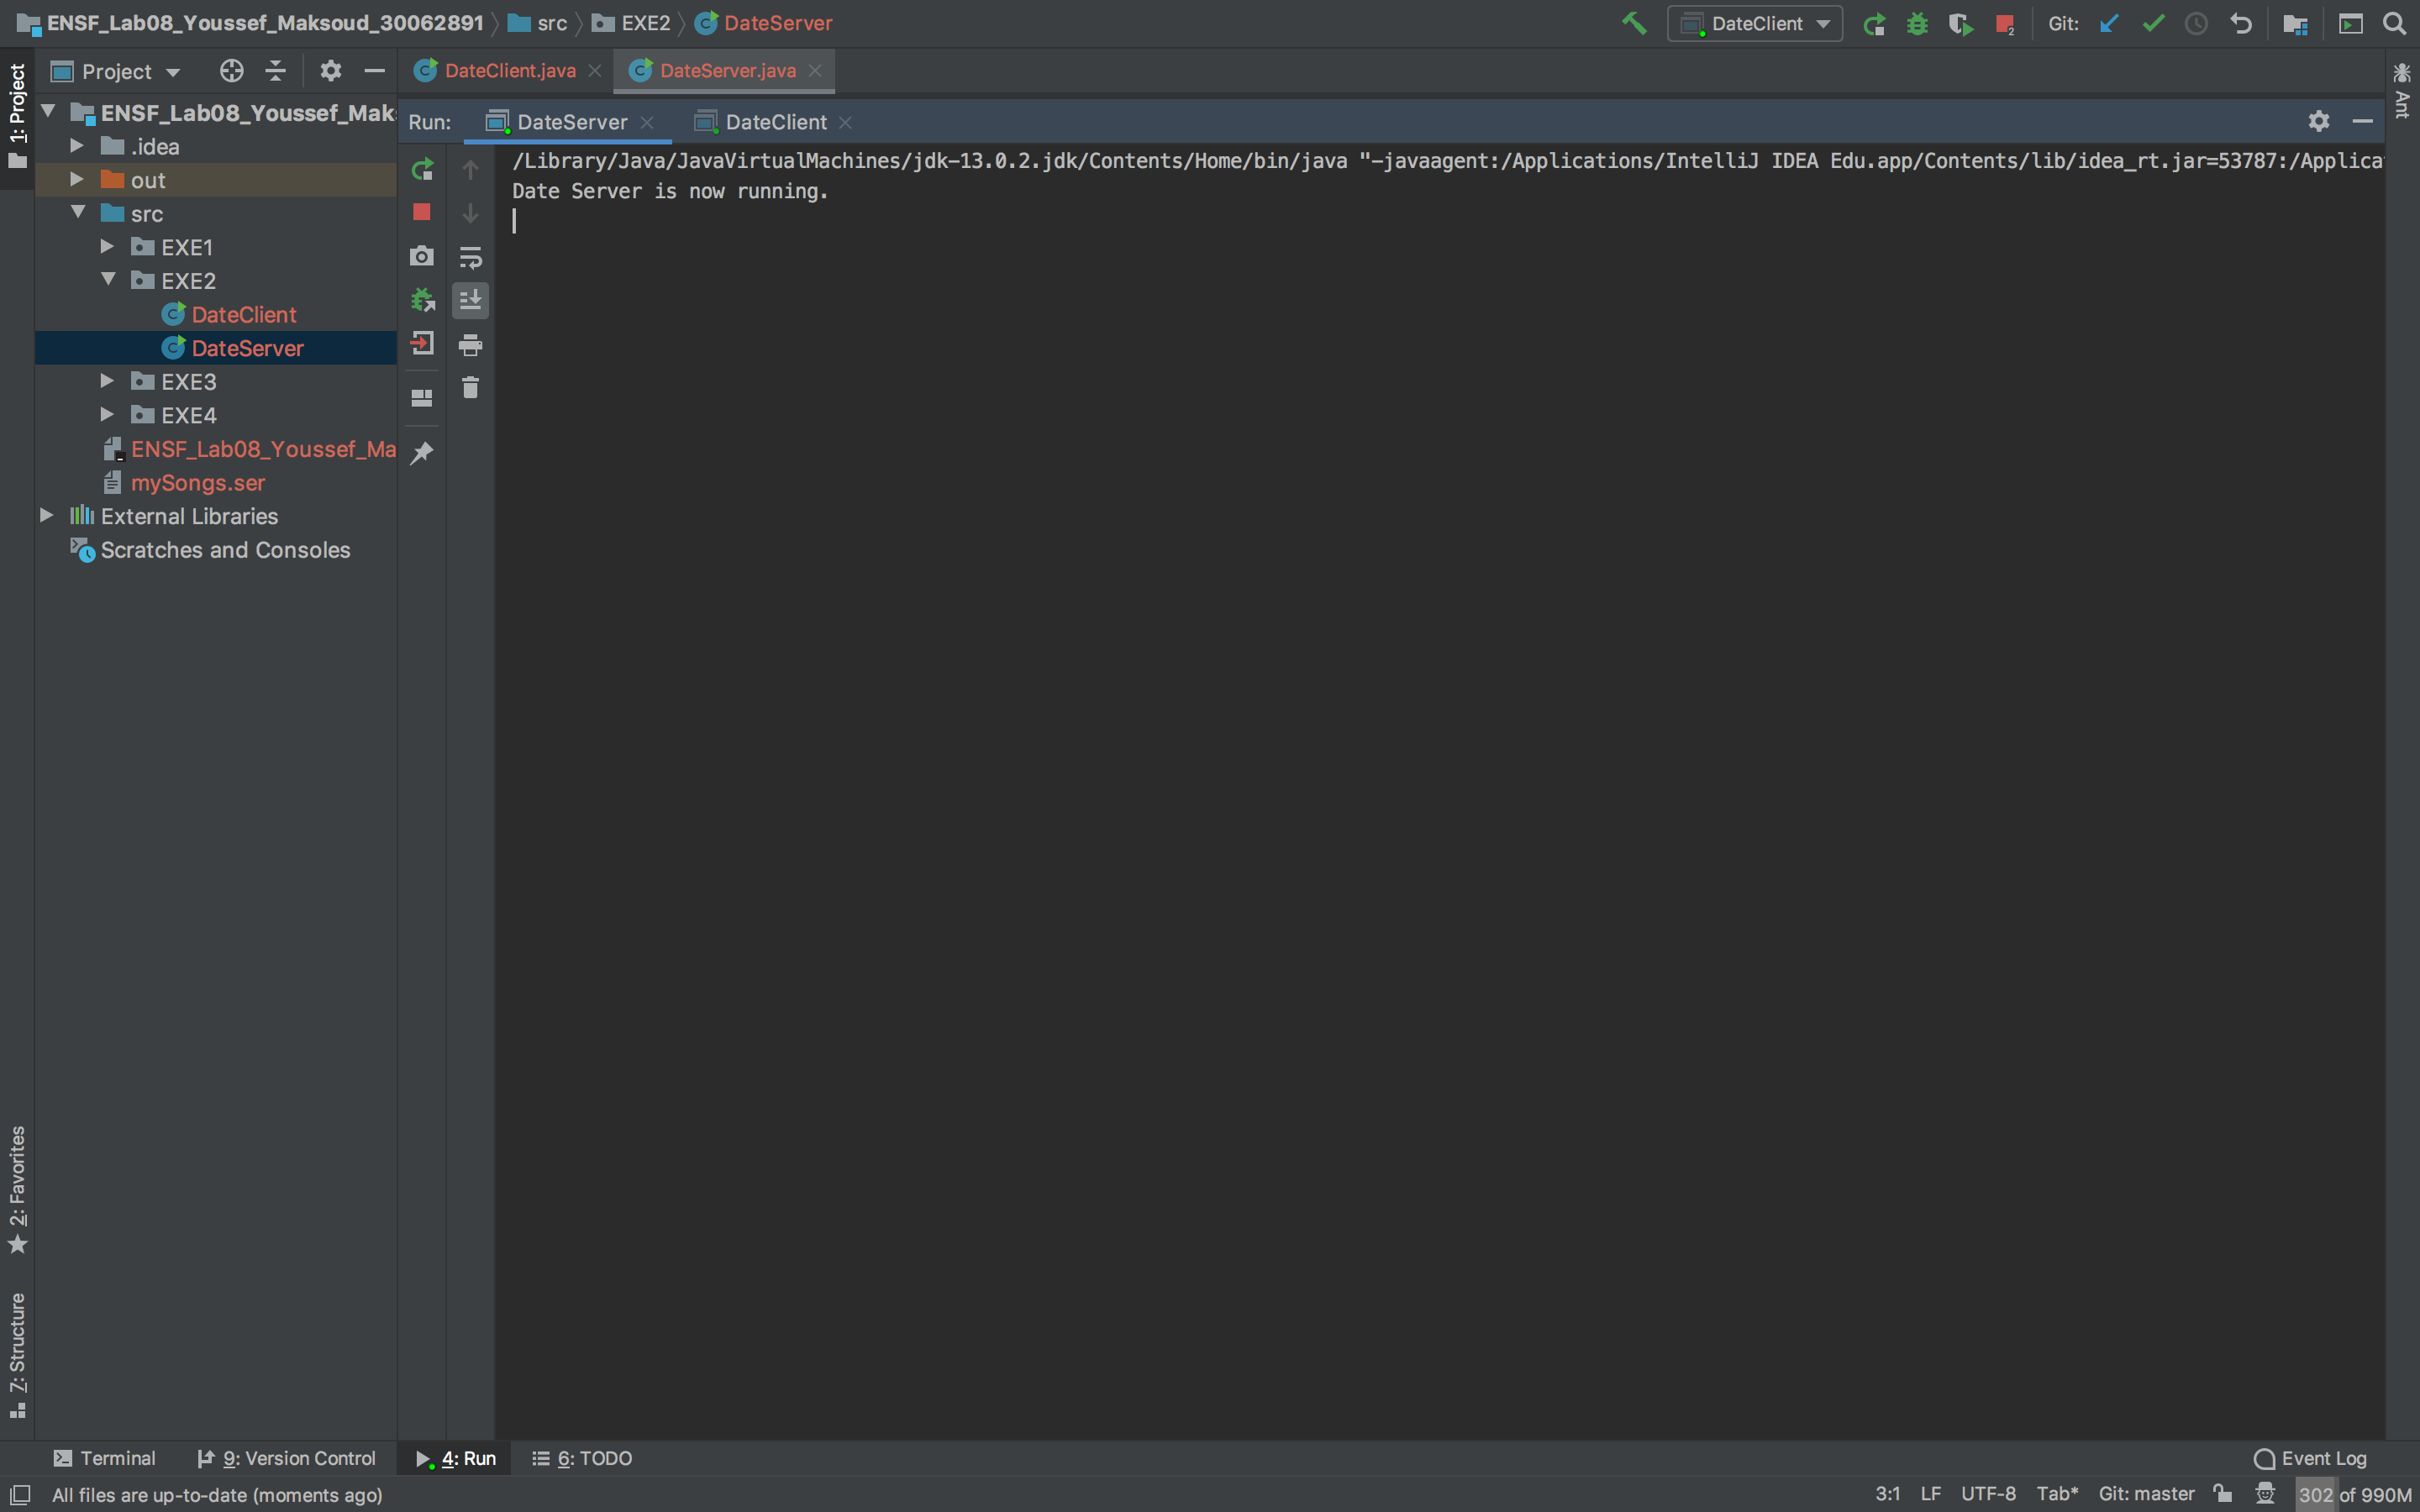 ENSF_Lab08_Youssef_Maksoud_30062891 src EXE2 DateServer DateClient 2 Git:
1: Project
Project DateClient.java DateServer.java
Ant
ENSF_Lab08_Youssef_Mak
Run: DateServer DateClient
.idea
out
src
EXE1
EXE2
DateClient
DateServer
EXE3
EXE4
ENSF_Lab08_Youssef_Ma
mySongs.ser
External Libraries
Scratches and Consoles
/Library/Java/JavaVirtualMachines/jdk-13.0.2.jdk/Contents/Home/bin/java "-javaagent:/Applications/IntelliJ IDEA Edu.app/Contents/lib/idea_rt.jar=53787:/Applica
Date Server is now running.
2: Favorites
7: Structure
Terminal 9: Version Control 4: Run 6: TODO Event Log
All files are up-to-date (moments ago) 3:1 LF UTF-8 Tab* Git: master 302 of 990M